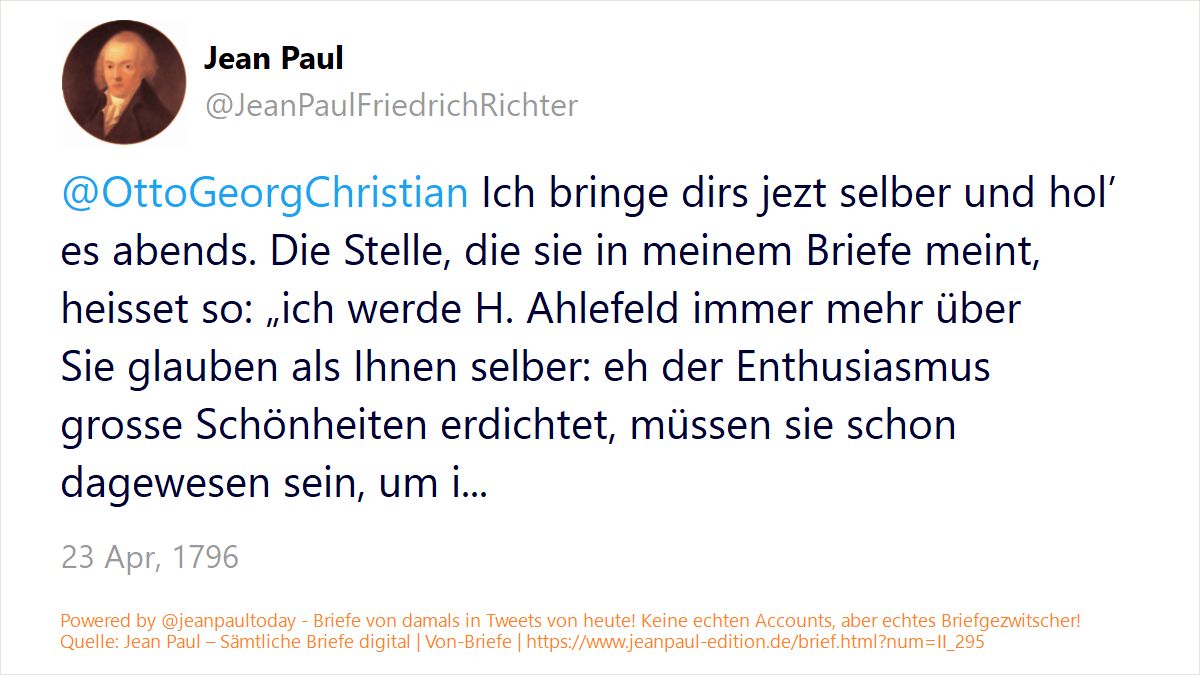 Jean Paul
@JeanPaulFriedrichRichter
@OttoGeorgChristian Ich bringe dirs jezt selber und hol’
es abends. Die Stelle, die sie in meinem Briefe meint,
heisset so: „ich werde H. Ahlefeld immer mehr über
Sie glauben als Ihnen selber: eh der Enthusiasmus
grosse Schönheiten erdichtet, müssen sie schon
dagewesen sein, um i...
23 Apr, 1796
Powered by @jeanpaultoday - Briefe von damals in Tweets von heute! Keine echten Accounts, aber echtes Briefgezwitscher!
Quelle: Jean Paul – Sämtliche Briefe digital | Von-Briefe | https://www.jeanpaul-edition.de/brief.html?num=II_295